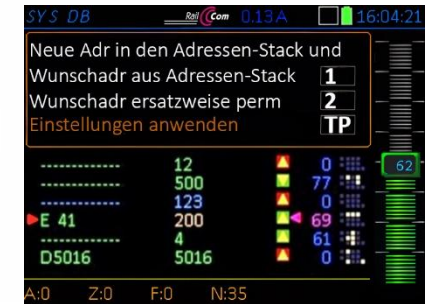 SYS DB RailCom 0.13A 16:04:21
Neue Adr in den Adressen-Stack und
Wunschadr aus Adressen-Stack 1
Wunschadr ersatzweise perm 2
Einstellungen anwenden TP
62
------------- 12 0
------------- 500 77
------------- 123 0
E 41 200 69
------------- 4 61
D5016 5016 0
A:0 Z:0 F:0 N:35